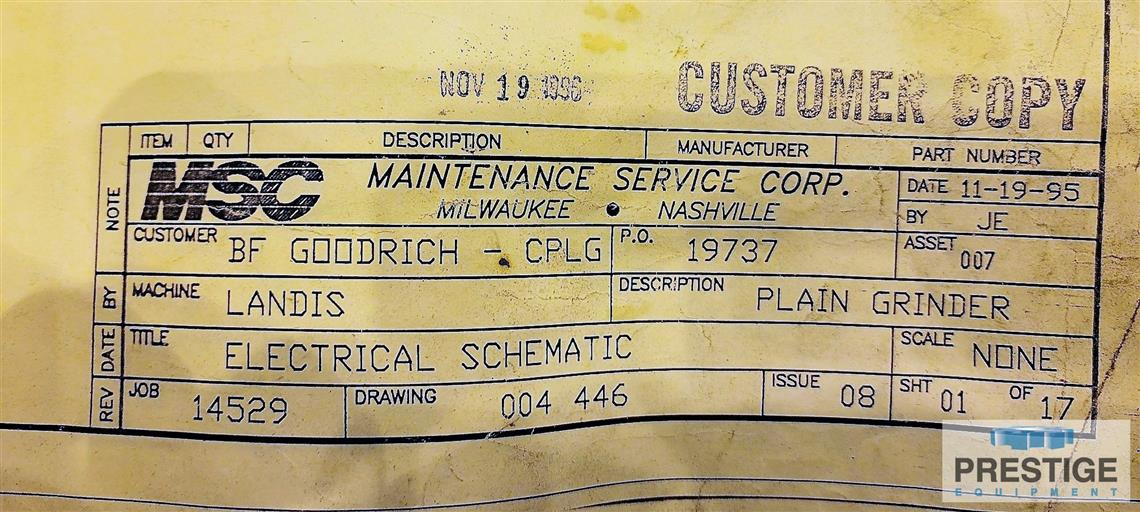 NOV 19 1996
CUSTOMER COPY
ITEM QTY DESCRIPTION MANUFACTURER PART NUMBER
NOTE
MSC MAINTENANCE SERVICE CORP.
MILWAUKEE • NASHVILLE
DATE 11-19-95
BY JE
CUSTOMER BF GOODRICH - CPLG P.O. 19737 ASSET 007
BY
MACHINE LANDIS DESCRIPTION PLAIN GRINDER
DATE
TITLE ELECTRICAL SCHEMATIC SCALE NONE
REV
JOB 14529 DRAWING 004 446 ISSUE 08 SHT 01 OF 17
PRESTIGE
EQUIPMENT